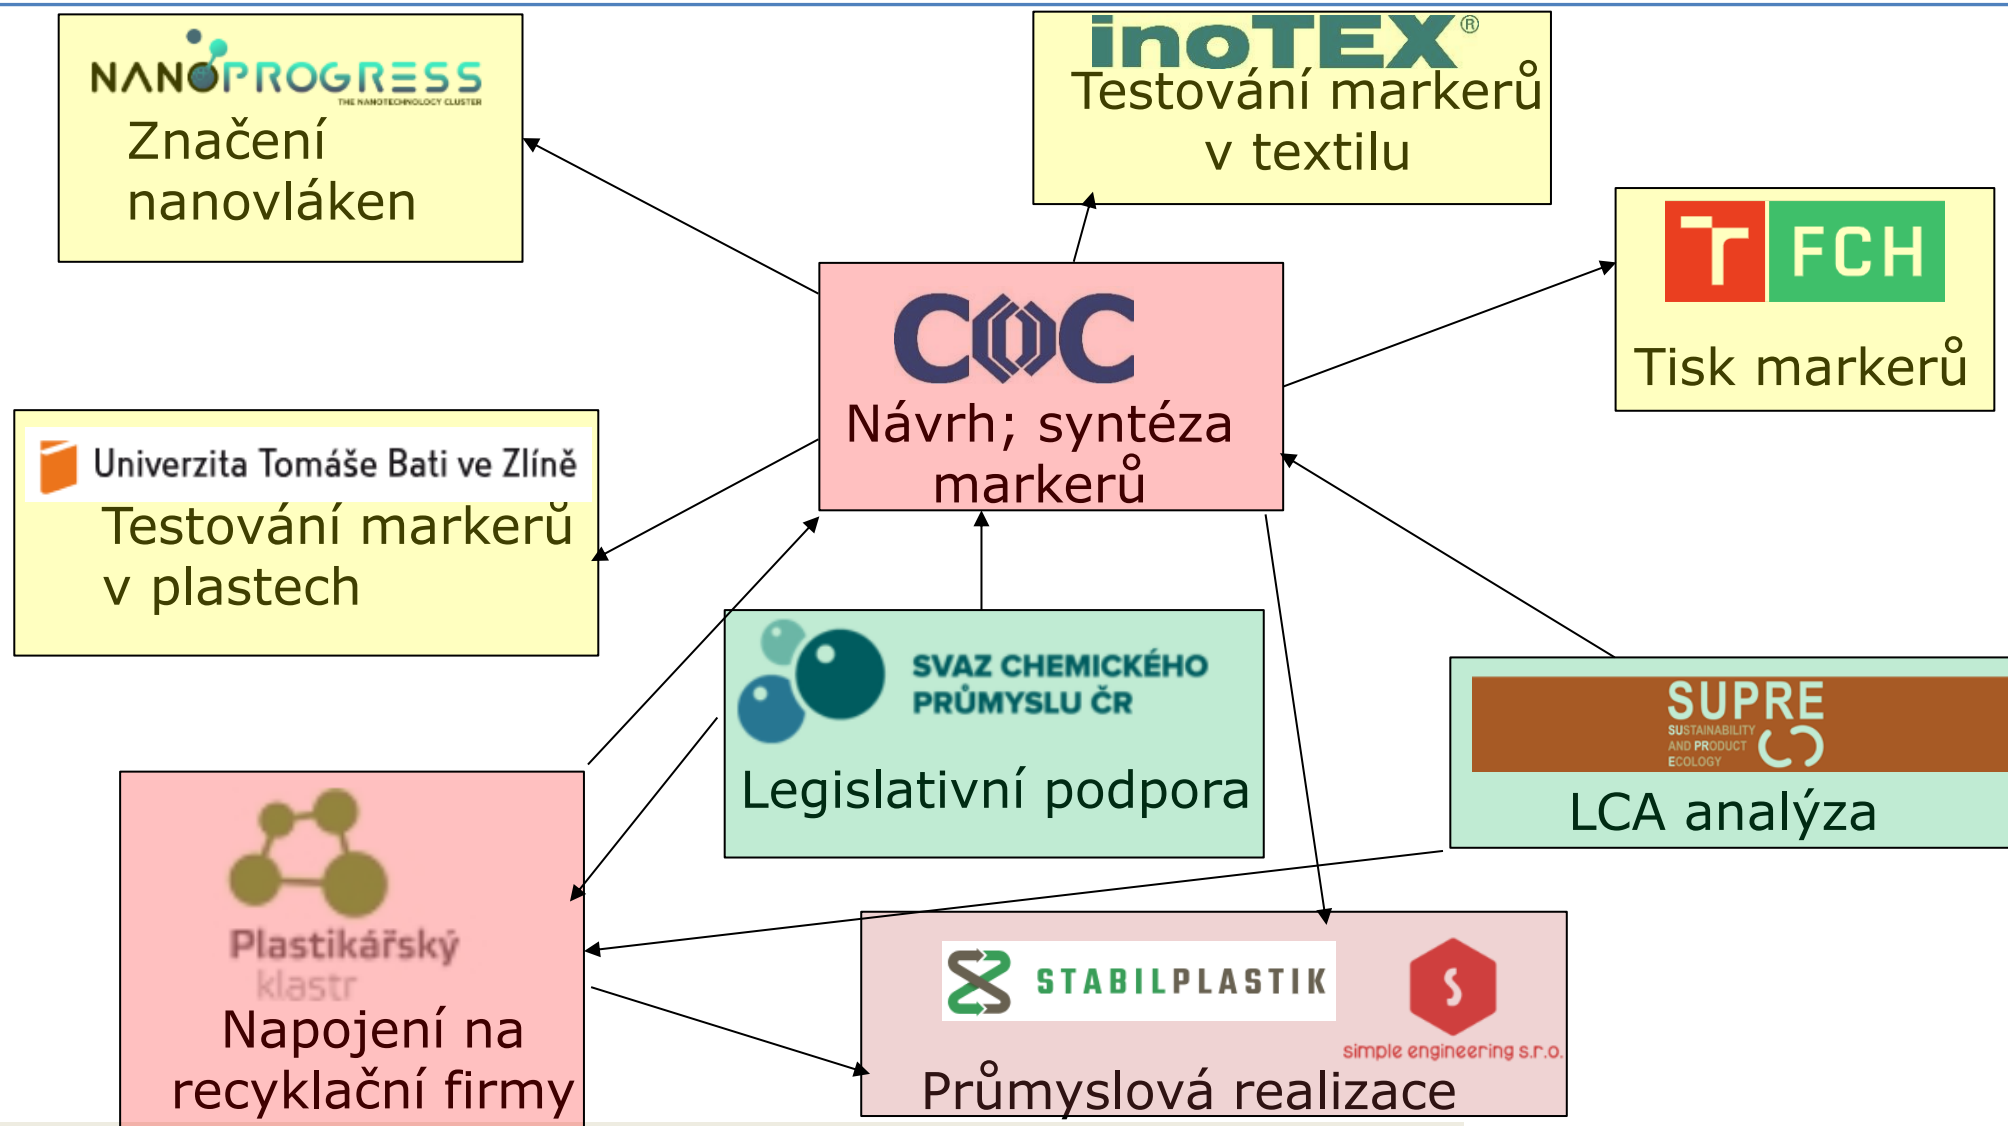 NANOPROGRESS
THE NANOTECHNOLOGY CLUSTER
Značení
nanovláken
inoTEX®
Testování markerů
v textilu
T FCH
Tisk markerů
COC
Návrh; syntéza
markerů
Univerzita Tomáše Bati ve Zlíně
Testování markerů
v plastech
SVAZ CHEMICKÉHO
PRŮMYSLU ČR
Legislativní podpora
SUPRE
SUSTAINABILITY
AND PRODUCT
ECOLOGY
LCA analýza
Plastikářský
klastr
Napojení na
recyklační firmy
STABILPLASTIK
S
simple engineering s.r.o.
Průmyslová realizace